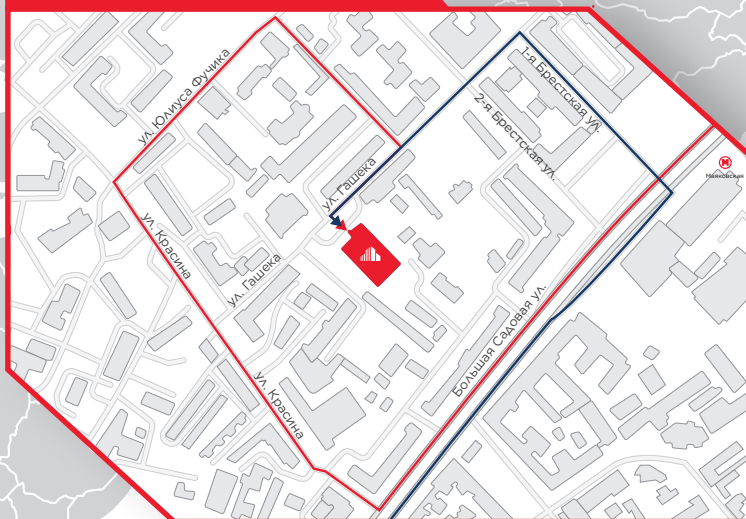 ул. Юлиуса Фучика
1-я Брестская ул.
2-я Брестская ул.
М
Маяковская
ул. Гашека
ул. Красина
ул. Гашека
Большая Садовая ул.
ул. Красина